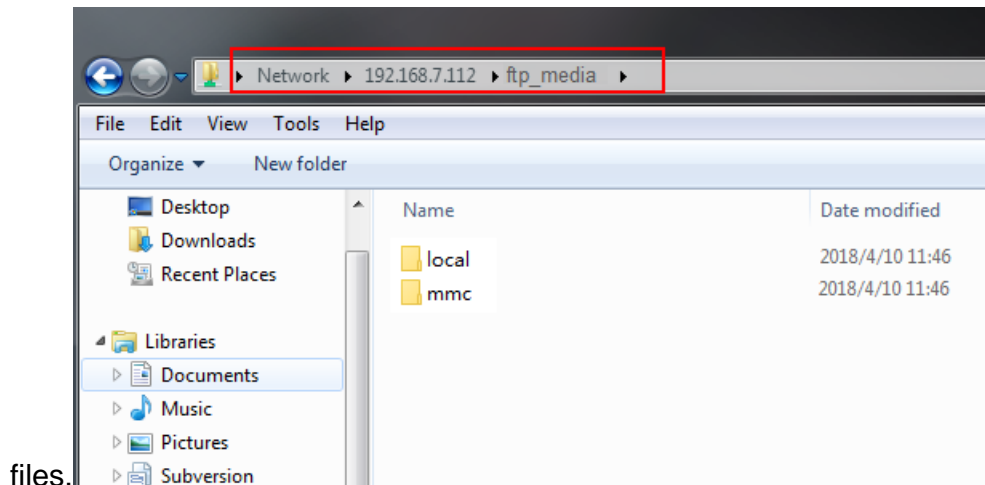 Network 192.168.7.112 ftp_media
File Edit View Tools Help
Organize New folder
Desktop
Downloads
Recent Places
Libraries
Documents
Music
Pictures
Subversion
Name Date modified
local 2018/4/10 11:46
mmc 2018/4/10 11:46
files.